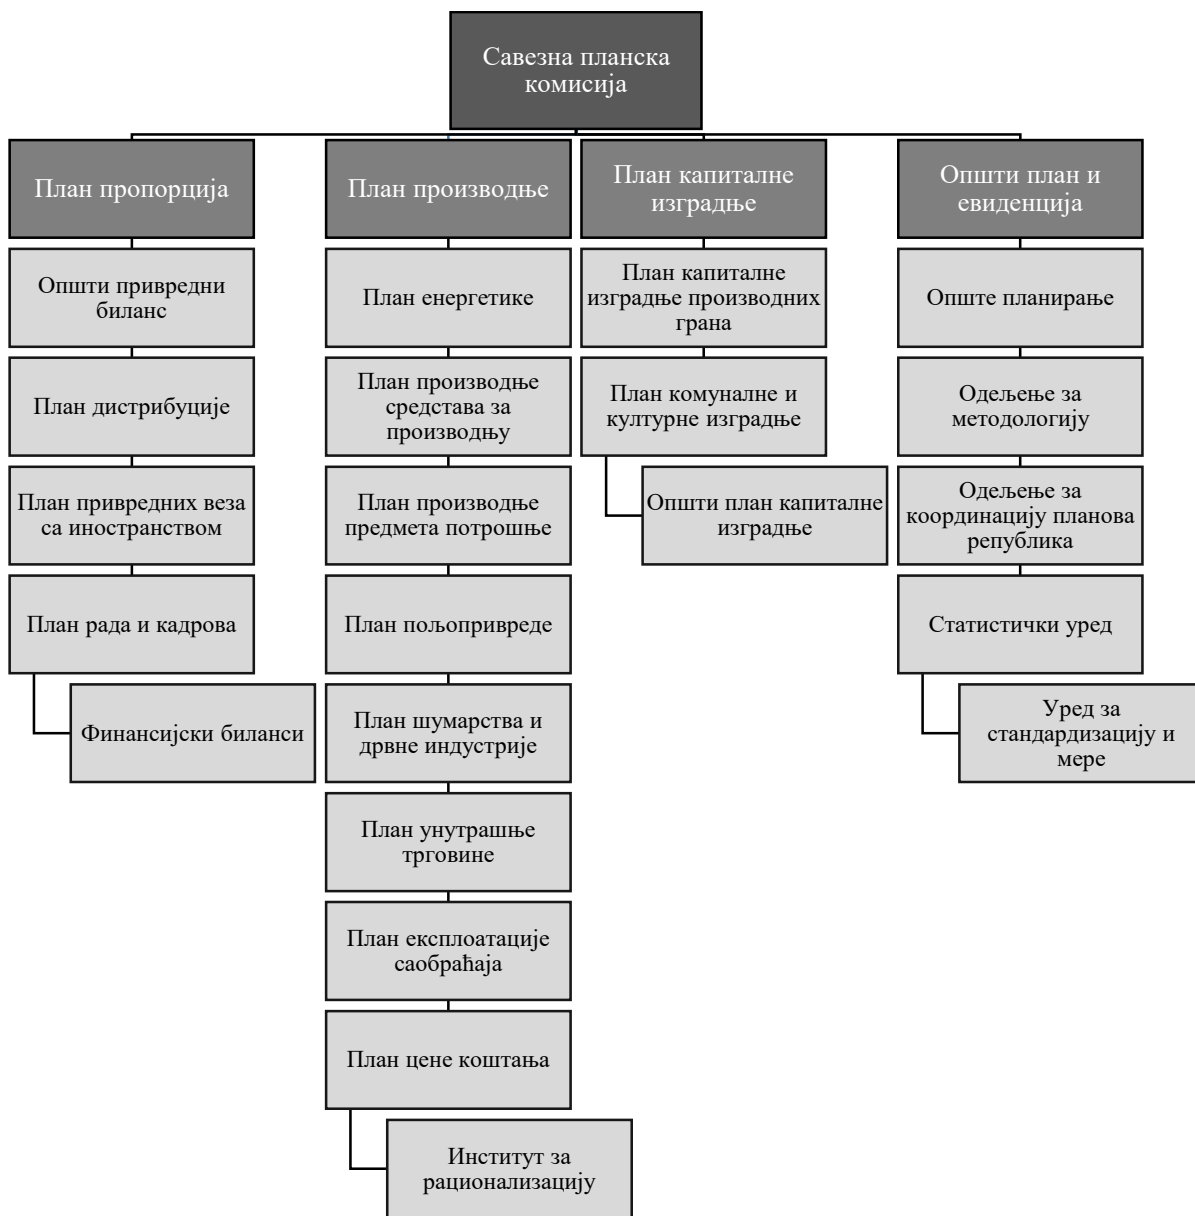 Савезна планска
комисија
План пропорција
Општи привредни
биланс
План дистрибуције
План привредних веза
са иностранством
План рада и кадрова
Финансијски биланси
План производње
План енергетике
План производње
средстава за
производњу
План производње
предмета потрошње
План пољопривреде
План шумарства и
дрвне индустрије
План унутрашње
трговине
План експлоатације
саобраћаја
План цене коштања
Институт за
рационализацију
План капиталне
изградње
План капиталне
изградње производних
грана
План комуналне и
културне изградње
Општи план капиталне
изградње
Општи план и
евиденција
Опште планирање
Одељење за
методологију
Одељење за
координацију планова
република
Статистички уред
Уред за
стандардизацију и
мере